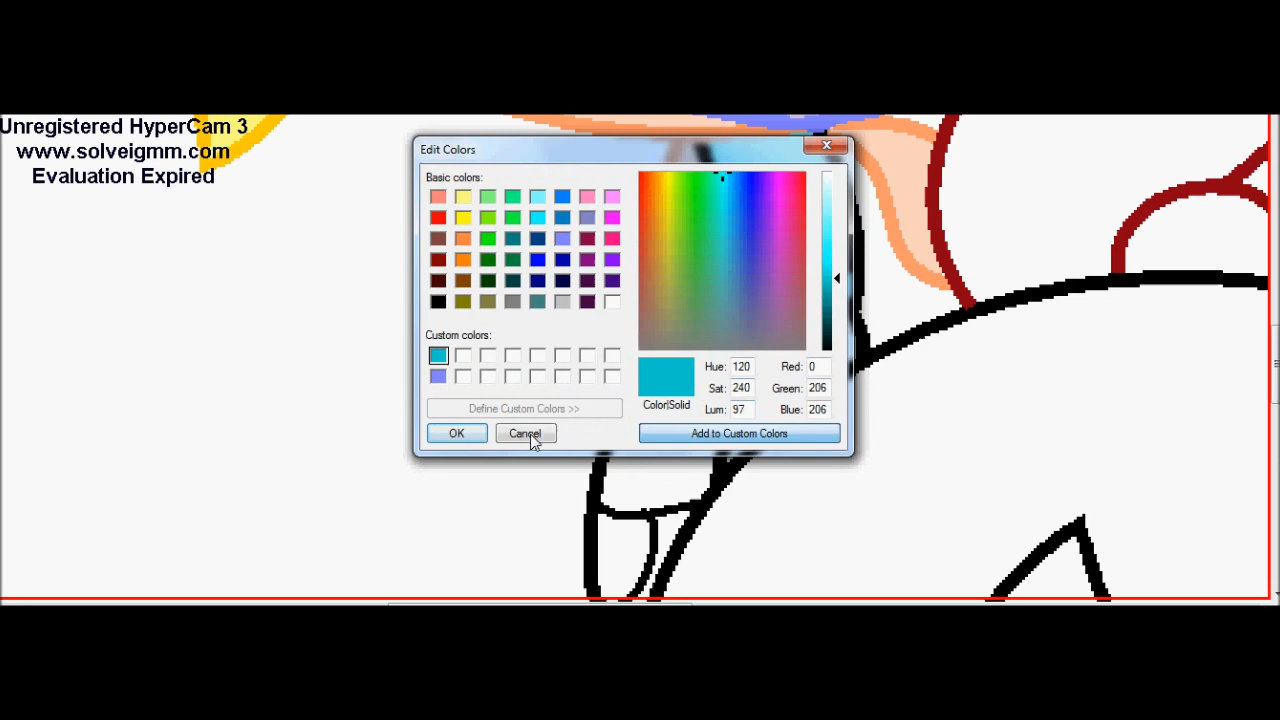 Unregistered HyperCam 3
www.solveigmm.com
Evaluation Expired
Edit Colors
Basic colors:
Custom colors:
Define Custom Colors >>
OK
Cancel
Hue: 120
Red: 0
Sat: 240
Green: 206
Color|Solid
Lum: 97
Blue: 206
Add to Custom Colors